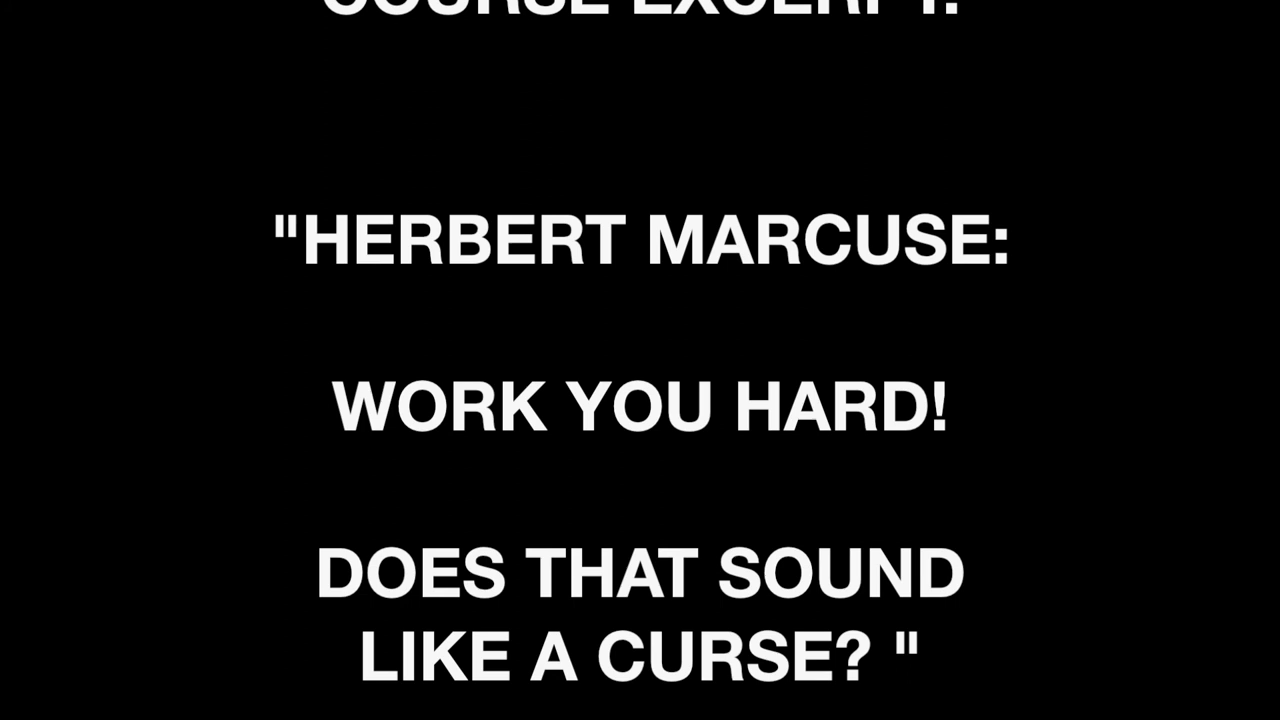 COURSE EXCERPT:
"HERBERT MARCUSE:
WORK YOU HARD!
DOES THAT SOUND
LIKE A CURSE? "